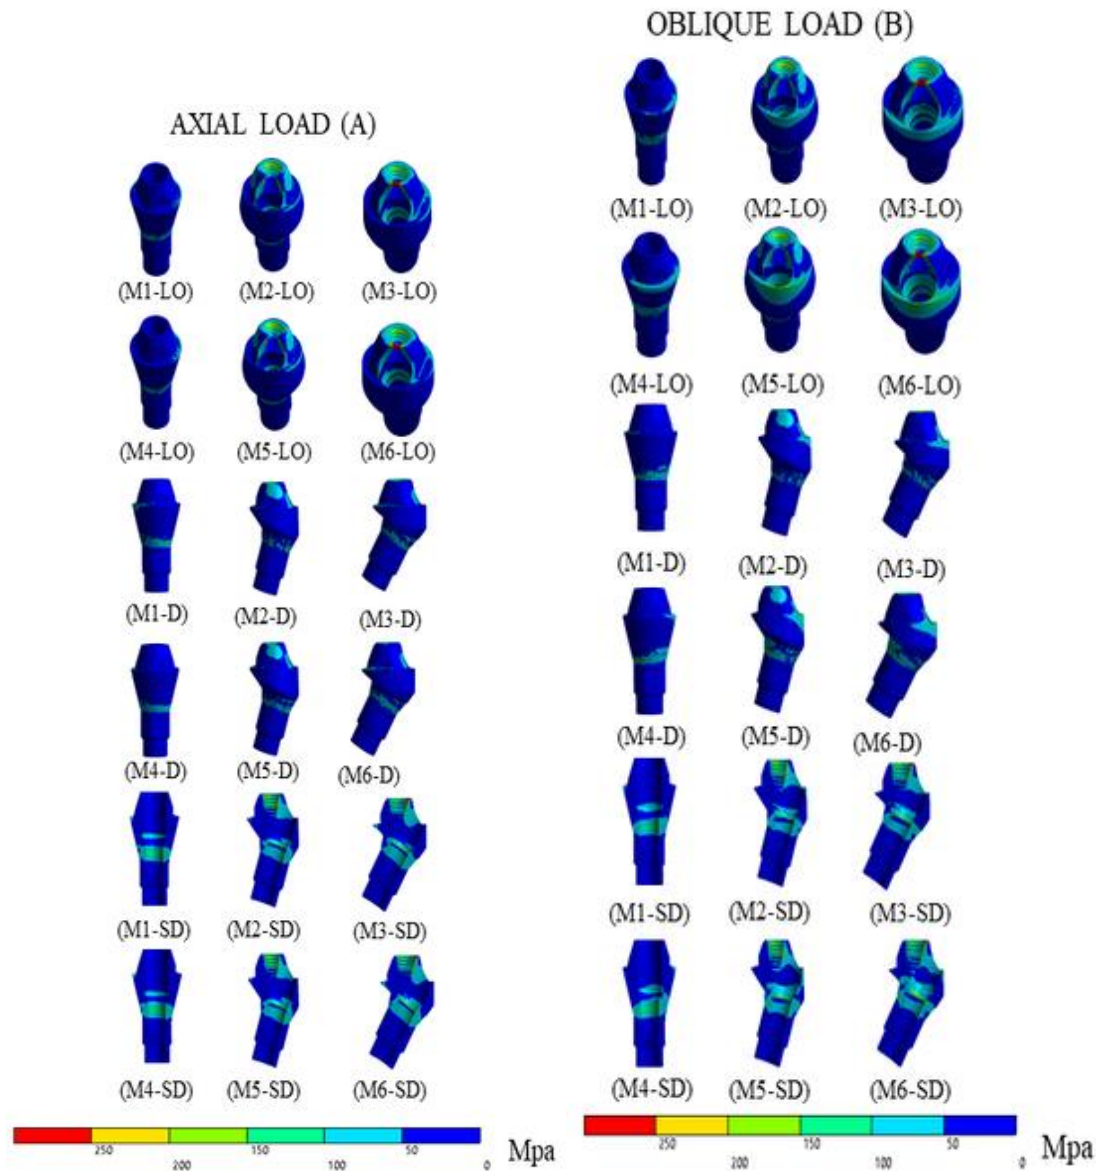 AXIAL LOAD (A)
(M1-LO) (M2-LO) (M3-LO)
(M4-LO) (M5-LO) (M6-LO)
(M1-D) (M2-D) (M3-D)
(M4-D) (M5-D) (M6-D)
(M1-SD) (M2-SD) (M3-SD)
(M4-SD) (M5-SD) (M6-SD)
250 150 50 Mpa
200 100 0
OBLIQUE LOAD (B)
(M1-LO) (M2-LO) (M3-LO)
(M4-LO) (M5-LO) (M6-LO)
(M1-D) (M2-D) (M3-D)
(M4-D) (M5-D) (M6-D)
(M1-SD) (M2-SD) (M3-SD)
(M4-SD) (M5-SD) (M6-SD)
250 150 50 Mpa
200 100 0